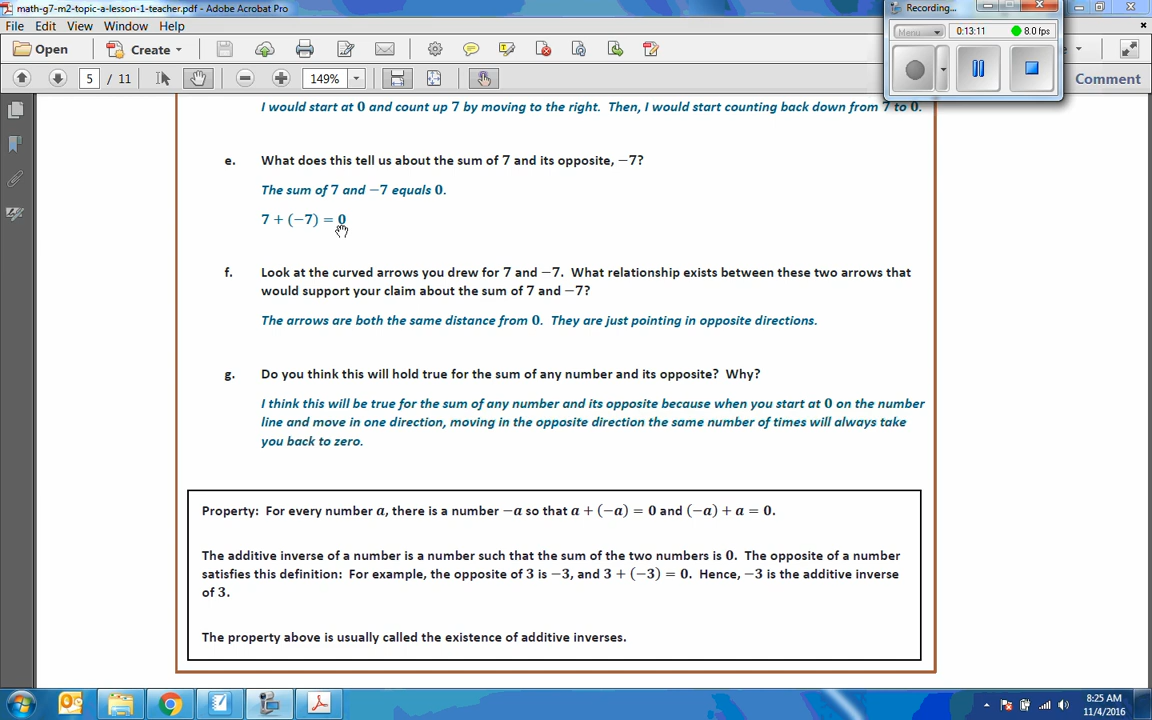 math-g7-m2-topic-a-lesson-1-teacher.pdf - Adobe Acrobat Pro
Recording...
File Edit View Window Help
Menu 0:13:11 8.0 fps
Open Create
5 / 11 149% Comment
I would start at 0 and count up 7 by moving to the right. Then, I would start counting back down from 7 to 0.
e. What does this tell us about the sum of 7 and its opposite, −7?
The sum of 7 and −7 equals 0.
7 + (−7) = 0
f. Look at the curved arrows you drew for 7 and −7. What relationship exists between these two arrows that
would support your claim about the sum of 7 and −7?
The arrows are both the same distance from 0. They are just pointing in opposite directions.
g. Do you think this will hold true for the sum of any number and its opposite? Why?
I think this will be true for the sum of any number and its opposite because when you start at 0 on the number
line and move in one direction, moving in the opposite direction the same number of times will always take
you back to zero.
Property: For every number a, there is a number −a so that a + (−a) = 0 and (−a) + a = 0.
The additive inverse of a number is a number such that the sum of the two numbers is 0. The opposite of a number
satisfies this definition: For example, the opposite of 3 is −3, and 3 + (−3) = 0. Hence, −3 is the additive inverse
of 3.
The property above is usually called the existence of additive inverses.
8:25 AM
11/4/2016